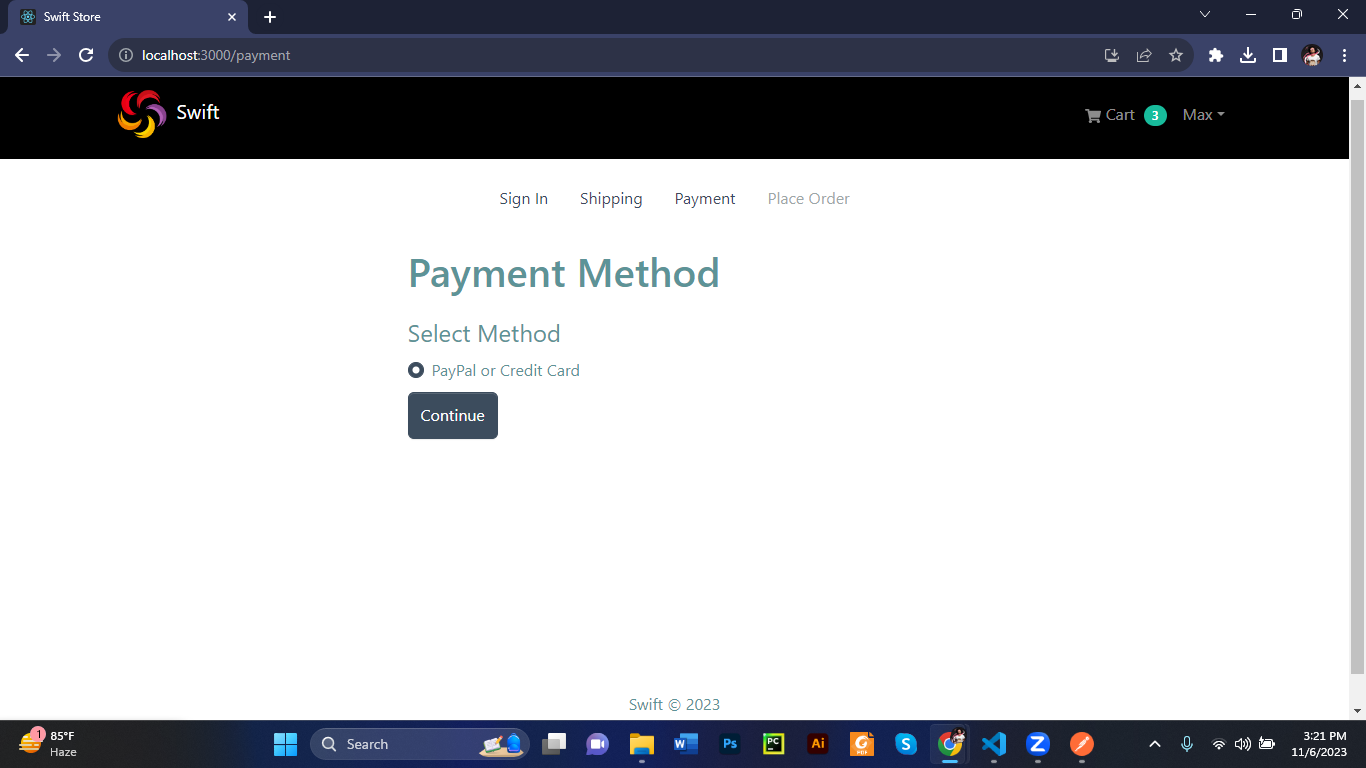 Swift Store
localhost:3000/payment
Swift
Cart 3 Max
Sign In Shipping Payment Place Order
Payment Method
Select Method
PayPal or Credit Card
Continue
Swift © 2023
1
85°F
Haze
Search
W
Ps
PC
Ai
PDF
S
Z
3:21 PM
11/6/2023